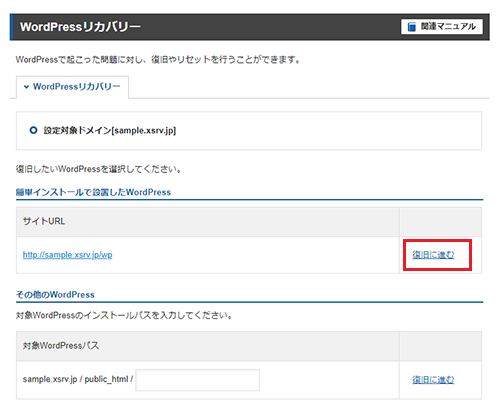 WordPressリカバリー
関連マニュアル
WordPressで起こった問題に対し、復旧やリセットを行うことができます。
WordPressリカバリー
設定対象ドメイン[sample.xsrv.jp]
復旧したいWordPressを選択してください。
簡単インストールで設置したWordPress
サイトURL
http://sample.xsrv.jp/wp 復旧に進む
その他のWordPress
対象WordPressのインストールパスを入力してください。
対象WordPressパス
sample.xsrv.jp / public_html / 復旧に進む